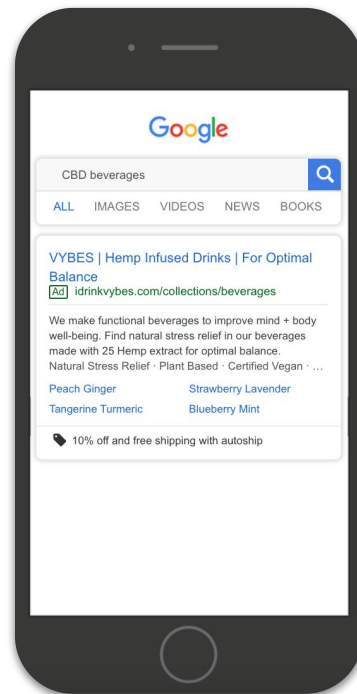 Google
CBD beverages
ALL IMAGES VIDEOS NEWS BOOKS
VYBES | Hemp Infused Drinks | For Optimal
Balance
Ad idrinkvybes.com/collections/beverages
We make functional beverages to improve mind + body
well-being. Find natural stress relief in our beverages
made with 25 Hemp extract for optimal balance.
Natural Stress Relief · Plant Based · Certified Vegan · ...
Peach Ginger Strawberry Lavender
Tangerine Turmeric Blueberry Mint
10% off and free shipping with autoship